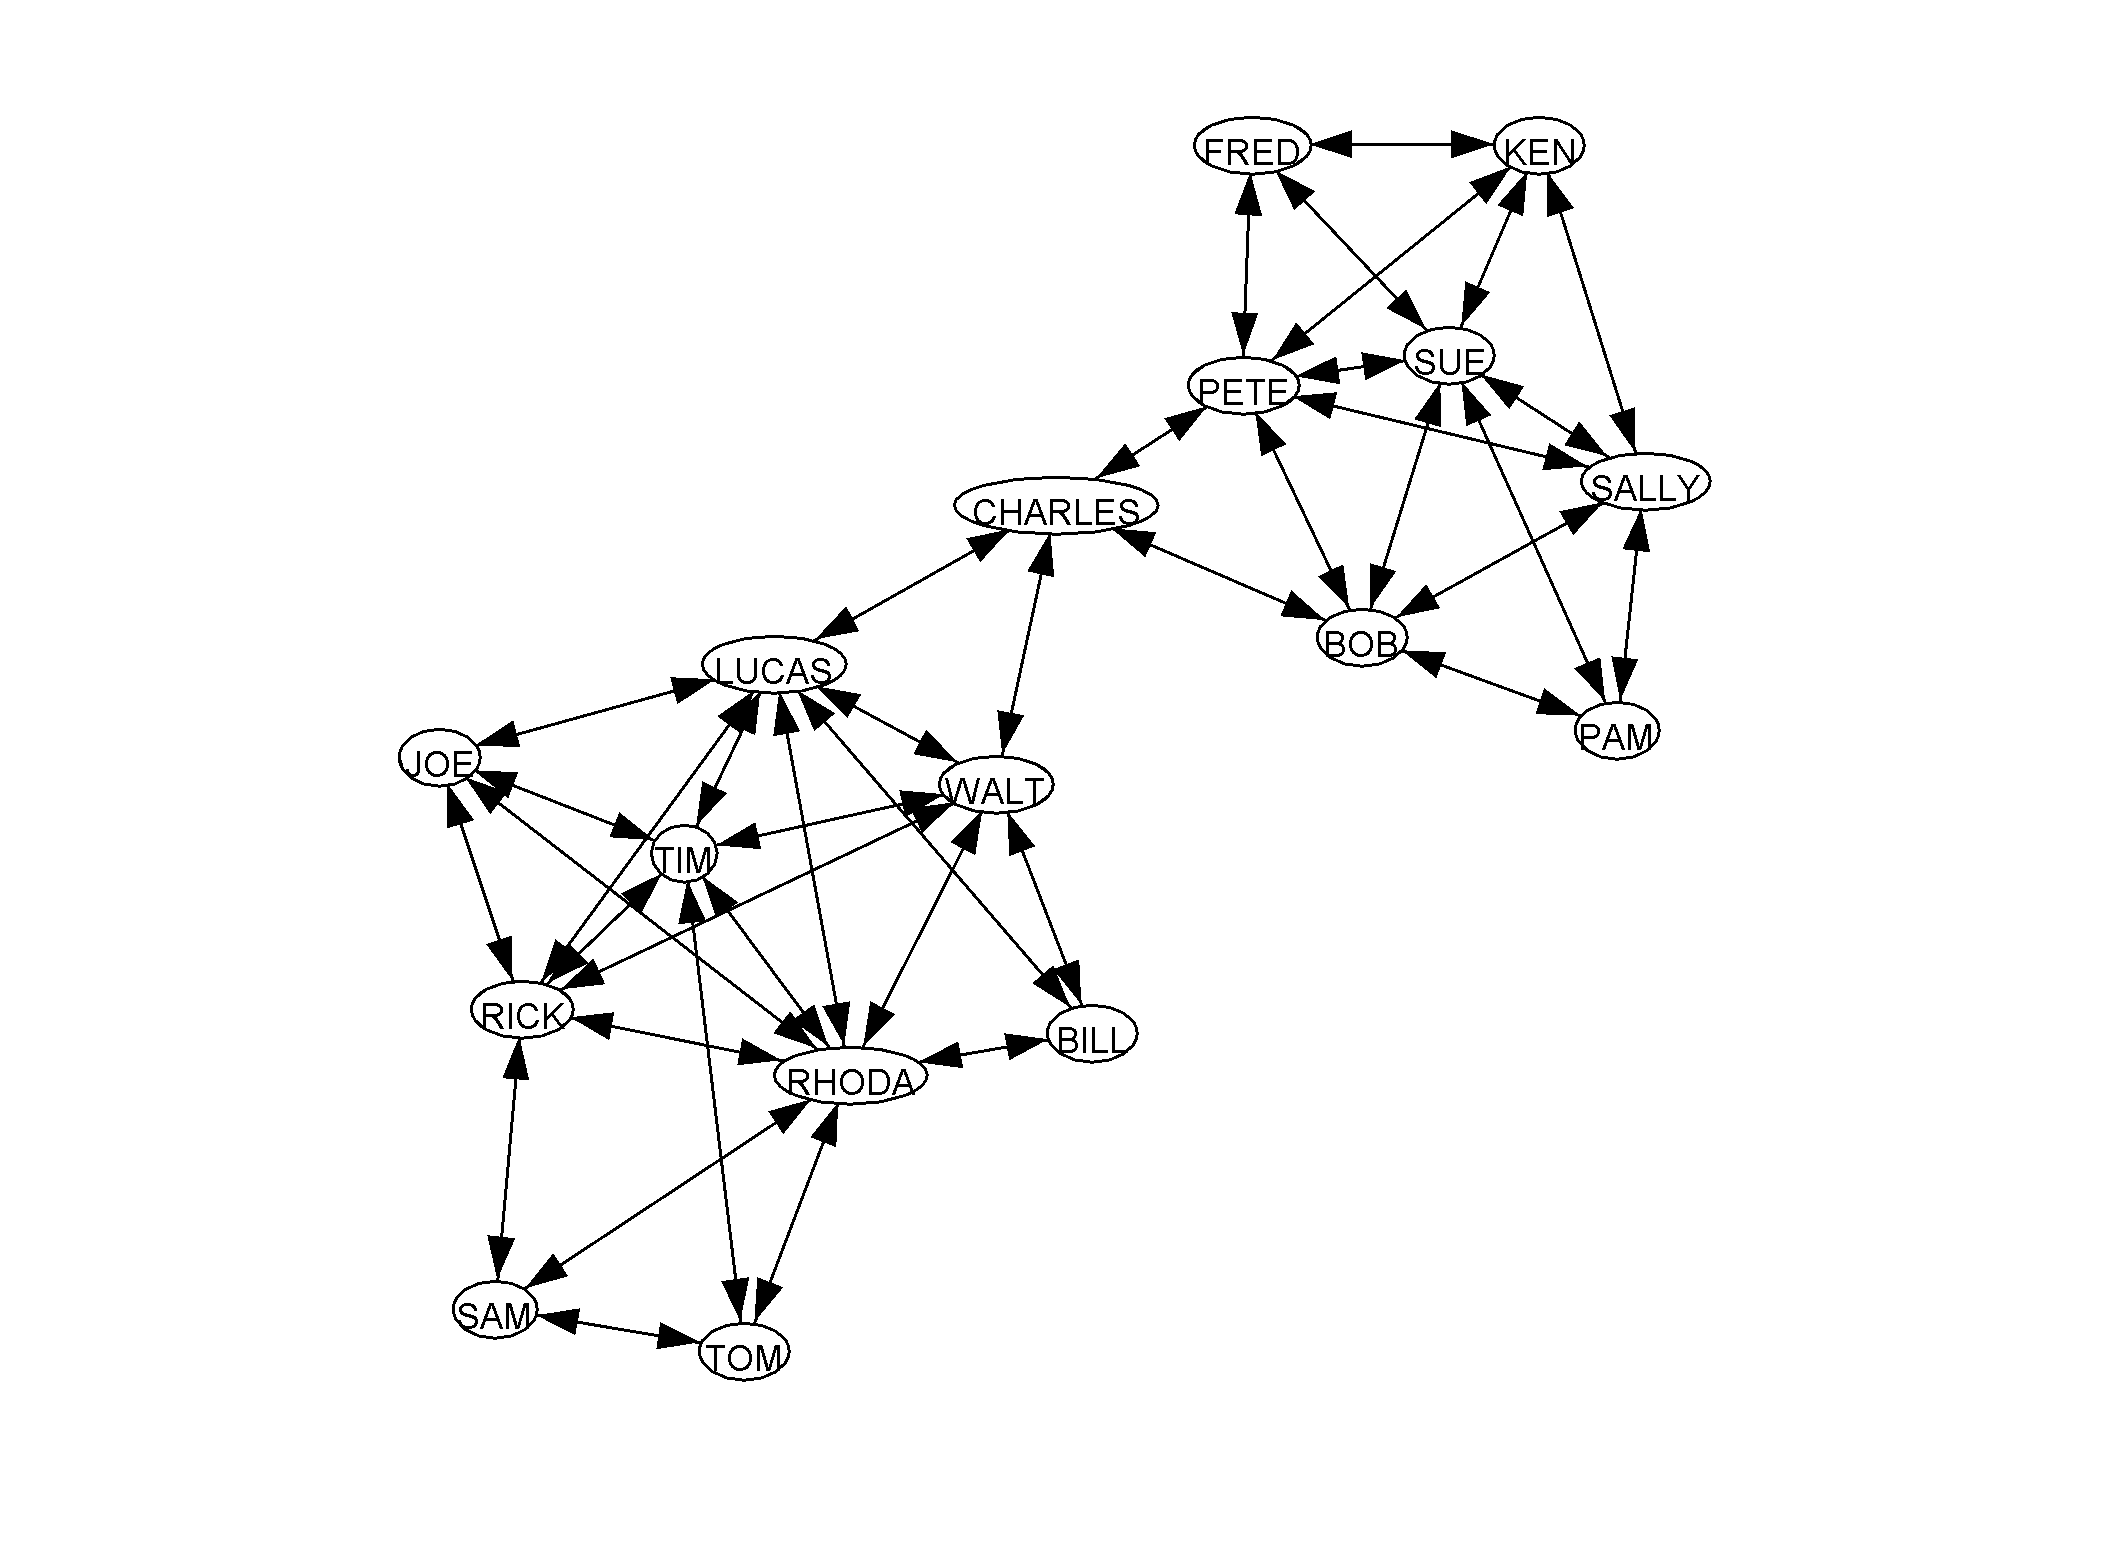 FRED
KEN
SUE
PETE
SALLY
CHARLES
BOB
LUCAS
PAM
JOE
WALT
TIM
RICK
BILL
RHODA
SAM
TOM